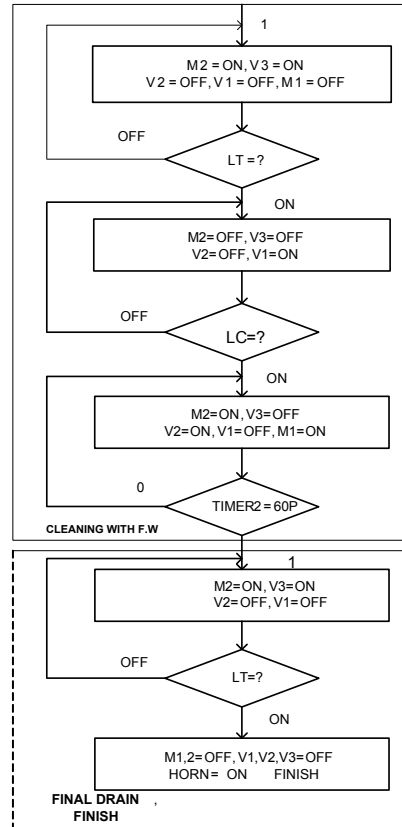 1
M2=ON,V3=ON
V2=OFF,V1=OFF,M1=OFF
OFF
LT=?
ON
M2=OFF,V3=OFF
V2=OFF,V1=ON
OFF
LC=?
ON
M2=ON,V3=OFF
V2=ON,V1=OFF,M1=ON
0
TIMER2=60P
CLEANING WITH F.W
1
M2=ON,V3=ON
V2=OFF,V1=OFF
OFF
LT=?
ON
M1,2=OFF,V1,V2,V3=OFF
HORN= ON FINISH
FINAL DRAIN ,
FINISH